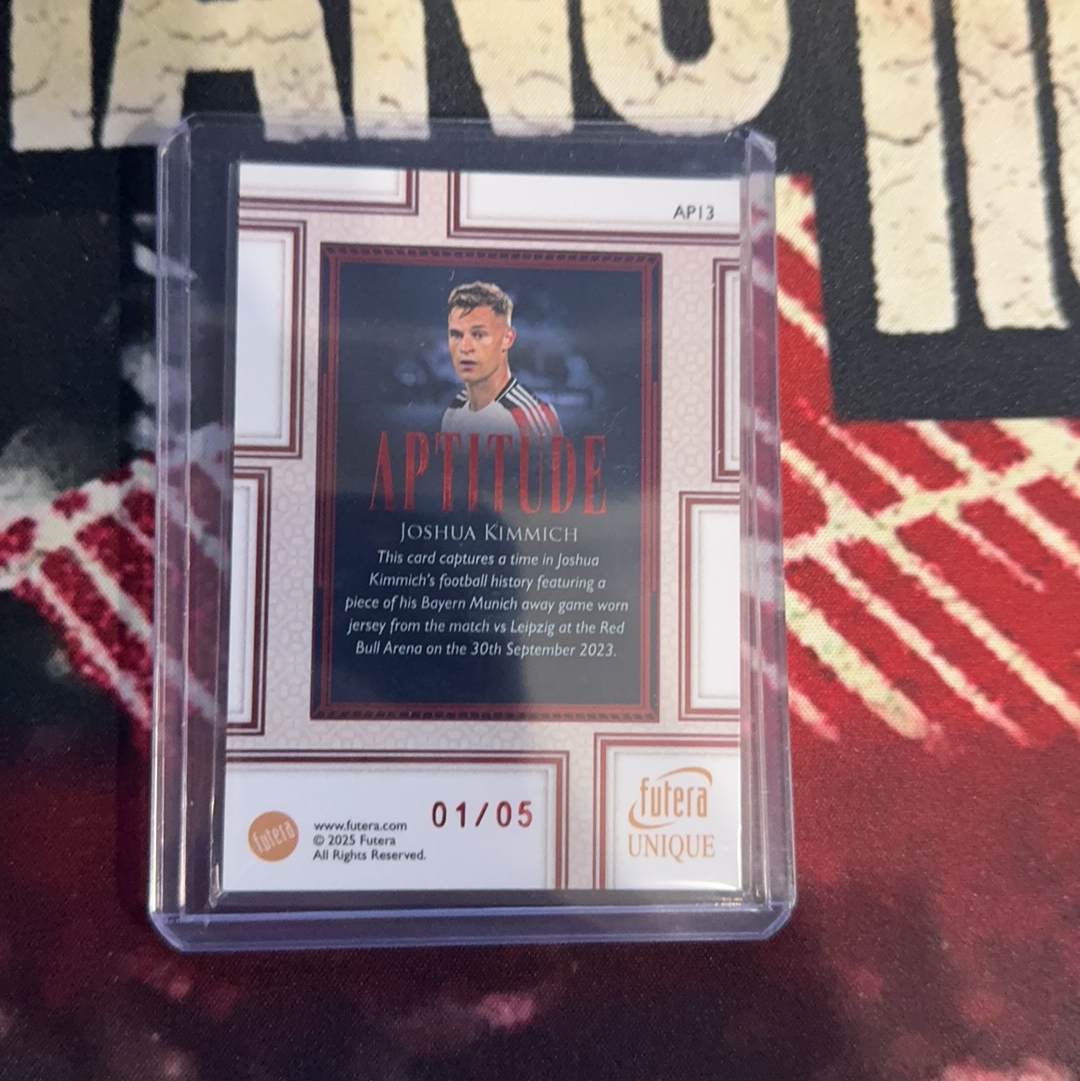 AP13
APTITUDE
JOSHUA KIMMICH
This card captures a time in Joshua
Kimmich's football history featuring a
piece of his Bayern Munich away game worn
jersey from the match vs Leipzig at the Red
Bull Arena on the 30th September 2023.
futera
www.futera.com
© 2025 Futera
All Rights Reserved.
01/05
futera
UNIQUE